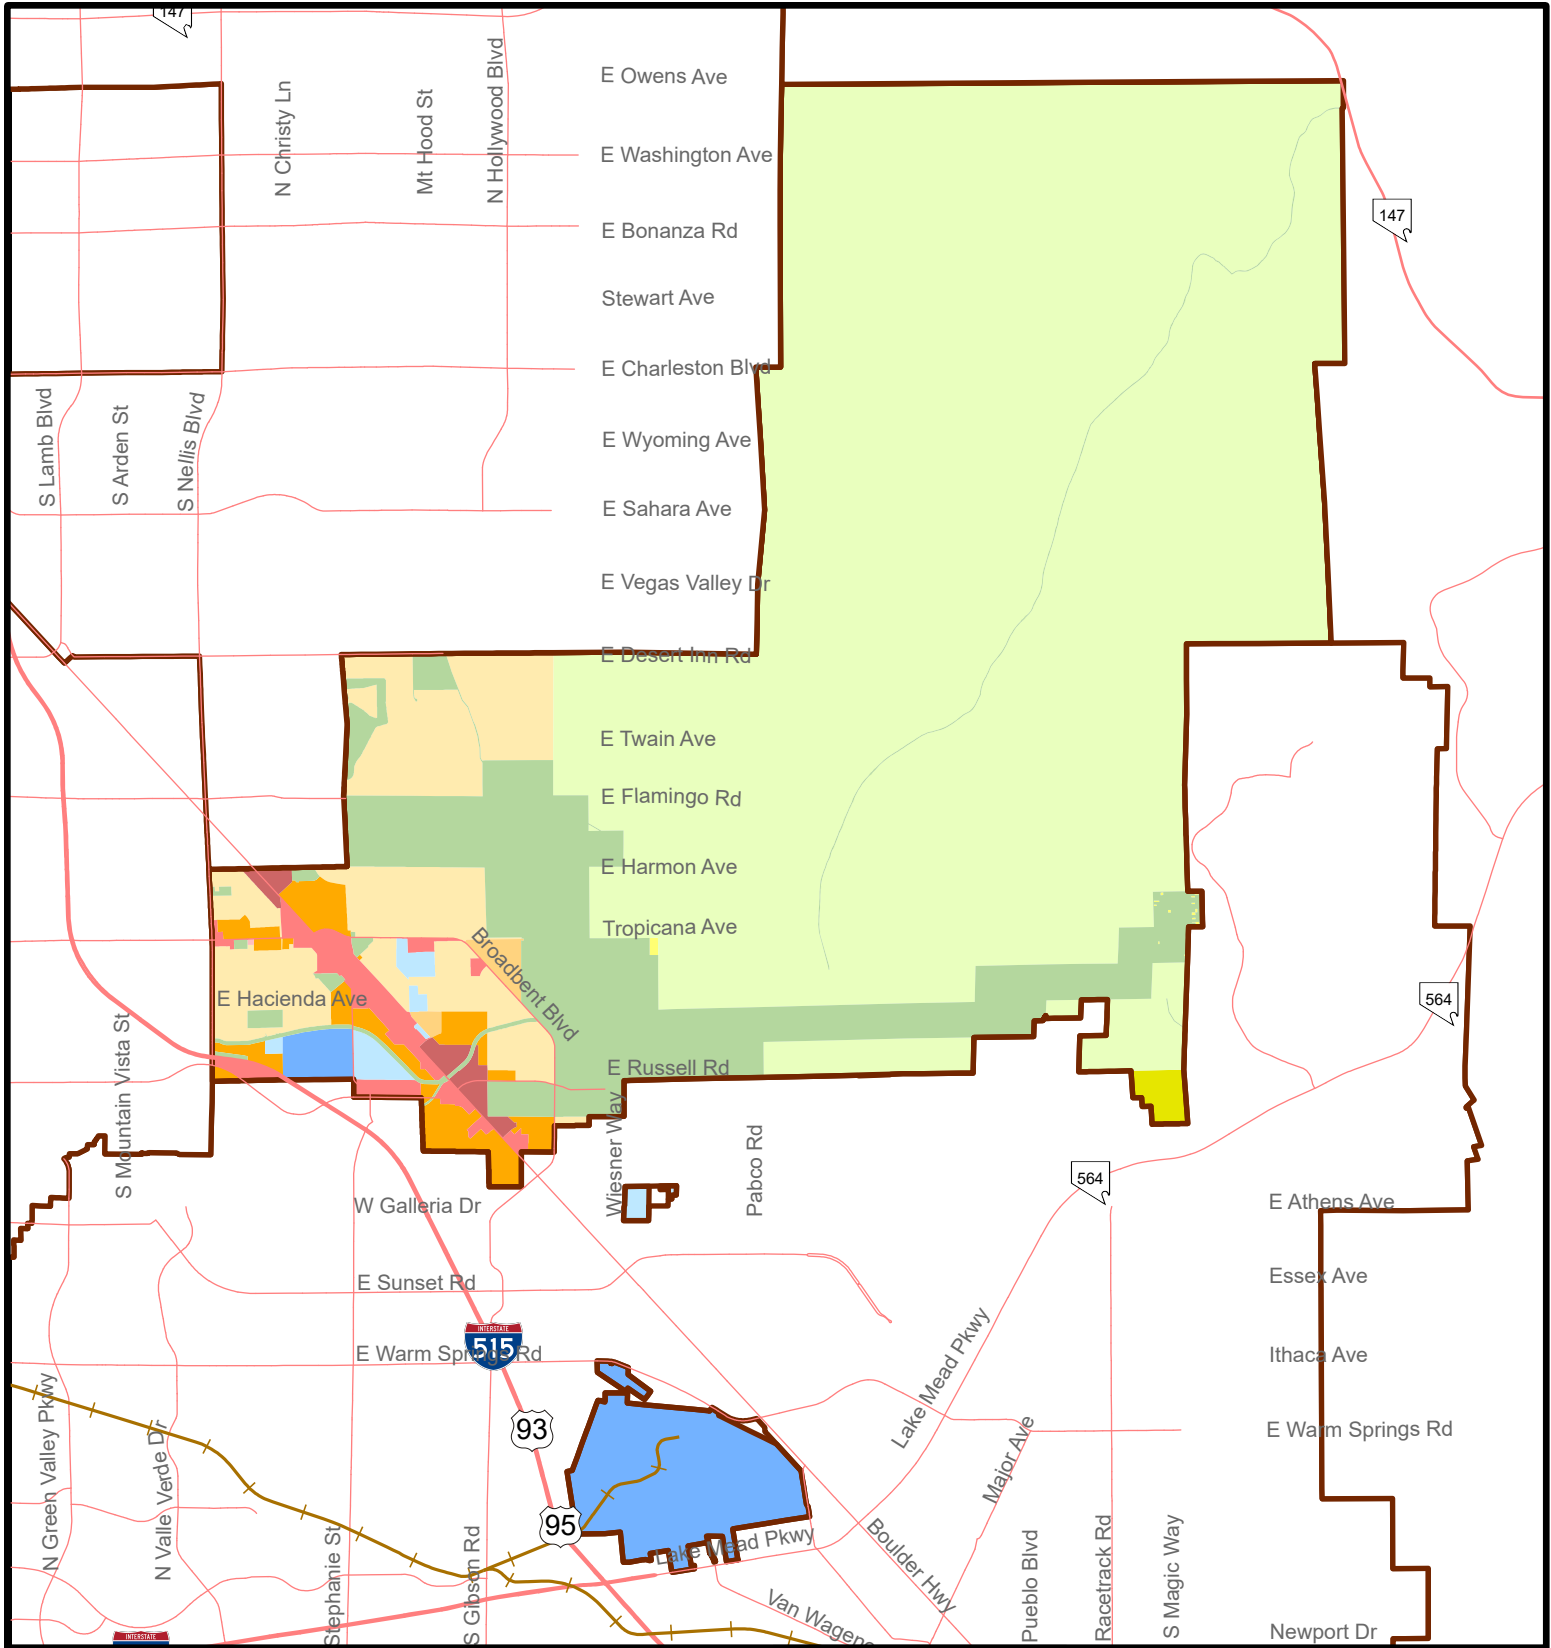 147
E Owens Ave
N Christy Ln
Mt Hood St
N Hollywood Blvd
E Washington Ave
147
E Bonanza Rd
Stewart Ave
E Charleston Blvd
S Lamb Blvd
S Arden St
S Nellis Blvd
E Wyoming Ave
E Sahara Ave
E Vegas Valley Dr
E Desert Inn Rd
E Twain Ave
E Flamingo Rd
E Harmon Ave
Tropicana Ave
Broadbent Blvd
E Hacienda Ave
564
S Mountain Vista St
E Russell Rd
Wiesner Way
Pabco Rd
564
W Galleria Dr
E Athens Ave
E Sunset Rd
Essex Ave
INTERSTATE
515
E Warm Springs Rd
Ithaca Ave
Lake Mead Pkwy
93
E Warm Springs Rd
N Green Valley Pkwy
N Valle Verde Dr
Major Ave
95
Lake Mead Pkwy
Stephanie St
S Gibson Rd
Boulder Hwy
Pueblo Blvd
Racetrack Rd
S Magic Way
Van Wagene
Newport Dr
INTERSTATE